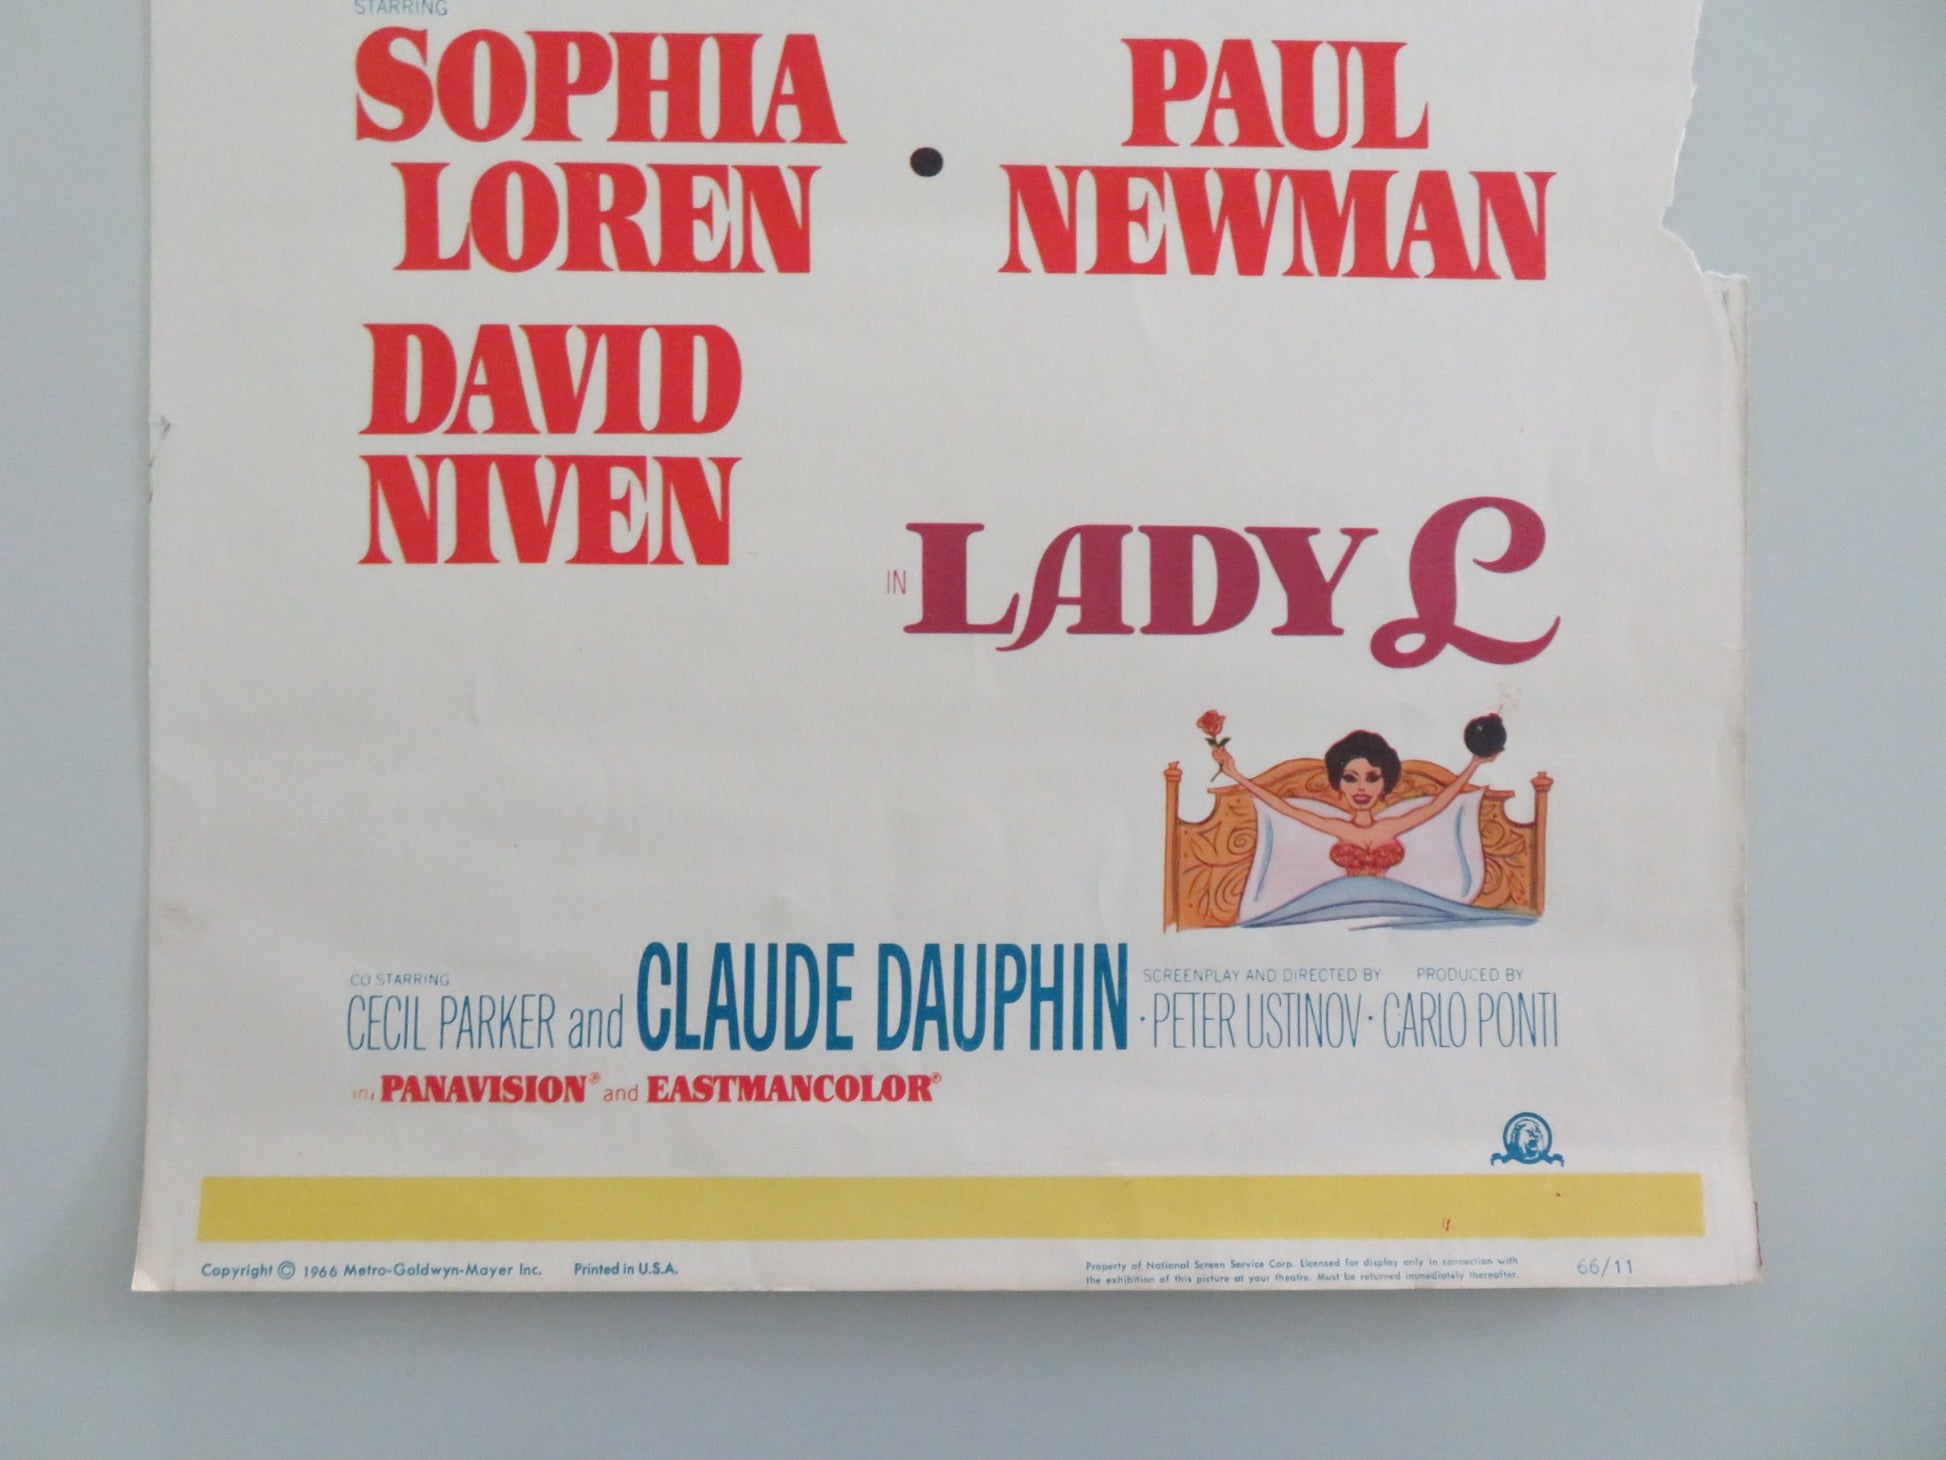 STARRING
SOPHIA
LOREN
•
PAUL
NEWMAN
DAVID
NIVEN
IN LADY L
CO STARRING
CECIL PARKER and CLAUDE DAUPHIN
SCREENPLAY AND DIRECTED BY
· PETER USTINOV ·
PRODUCED BY
CARLO PONTI
in PANAVISION® and EASTMANCOLOR®
Copyright © 1966 Metro-Goldwyn-Mayer Inc. Printed in U.S.A.
Property of National Screen Service Corp. Licensed for display only in connection with
the exhibition of this picture at your theatre. Must be returned immediately thereafter.
66/11